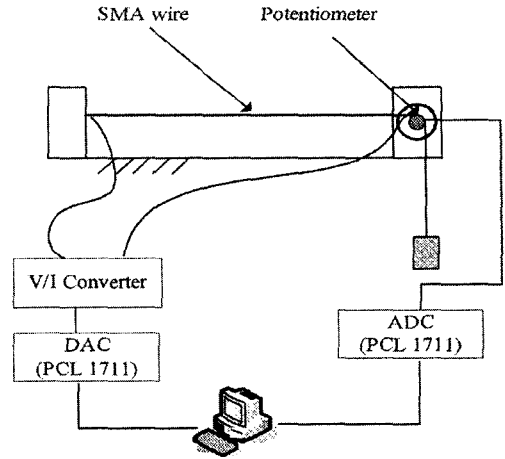 SMA wire
Potentiometer
V/I Converter
DAC
(PCL 1711)
ADC
(PCL 1711)